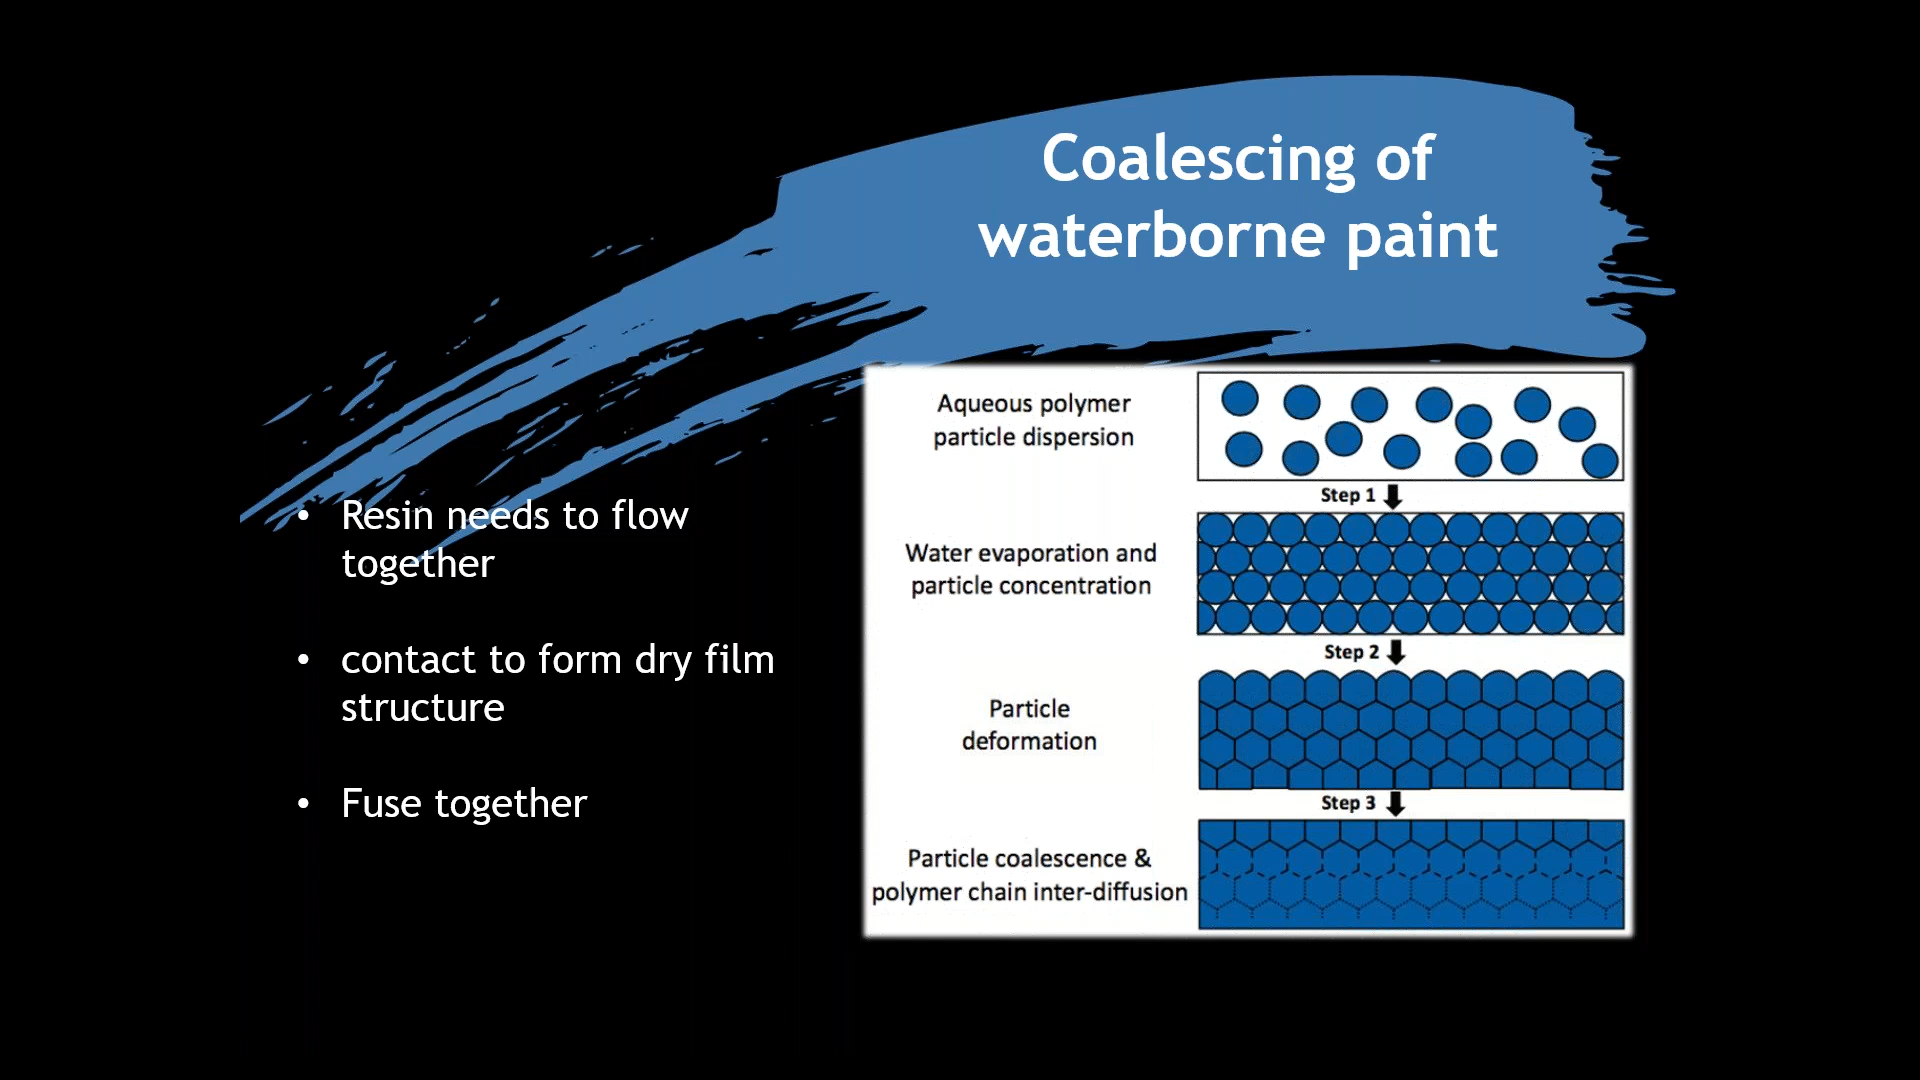 Coalescing of
waterborne paint
• Resin needs to flow
together
• contact to form dry film
structure
• Fuse together
Aqueous polymer
particle dispersion
Step 1
Water evaporation and
particle concentration
Step 2
Particle
deformation
Step 3
Particle coalescence &
polymer chain inter-diffusion